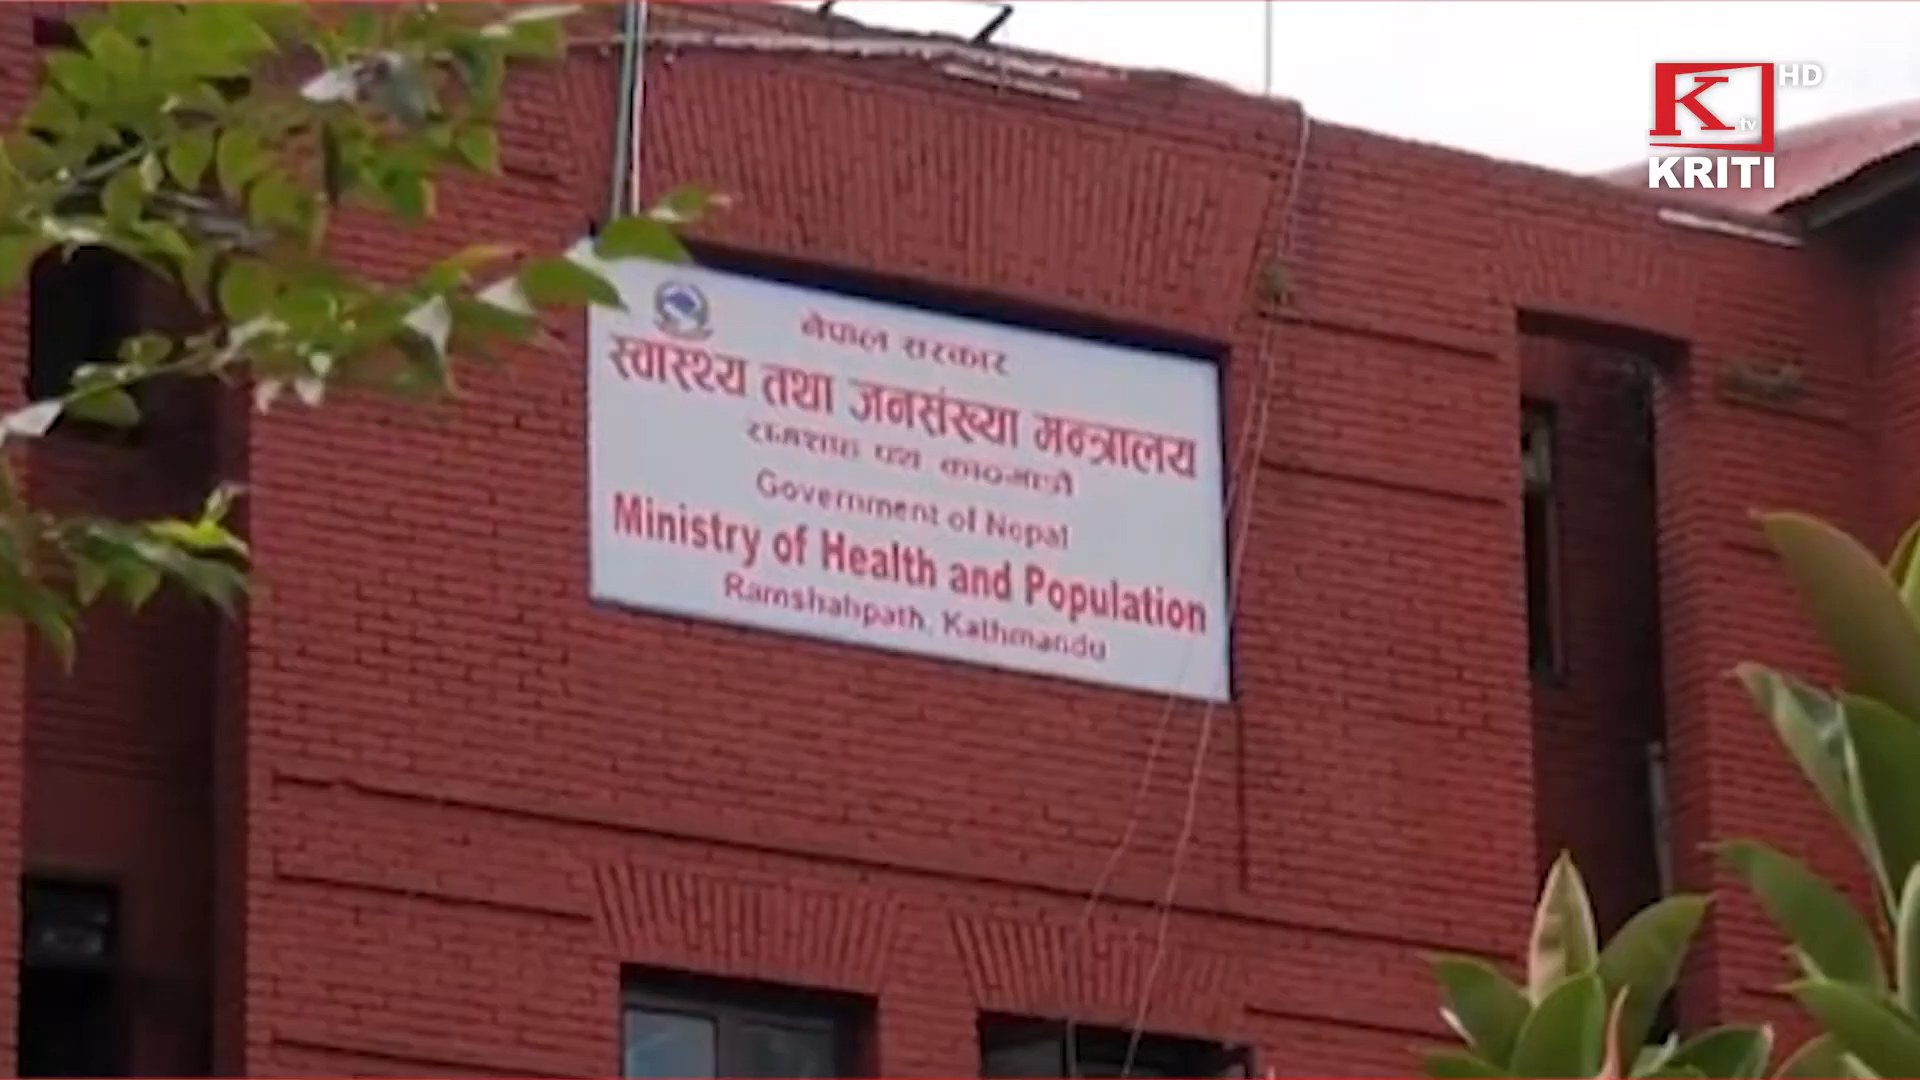 नेपाल सरकार
स्वास्थ्य तथा जनसंख्या मन्त्रालय
रामशाह पथ काठमाडौं
Government of Nepal
Ministry of Health and Population
Ramshahpath, Kathmandu
K tv HD
KRITI